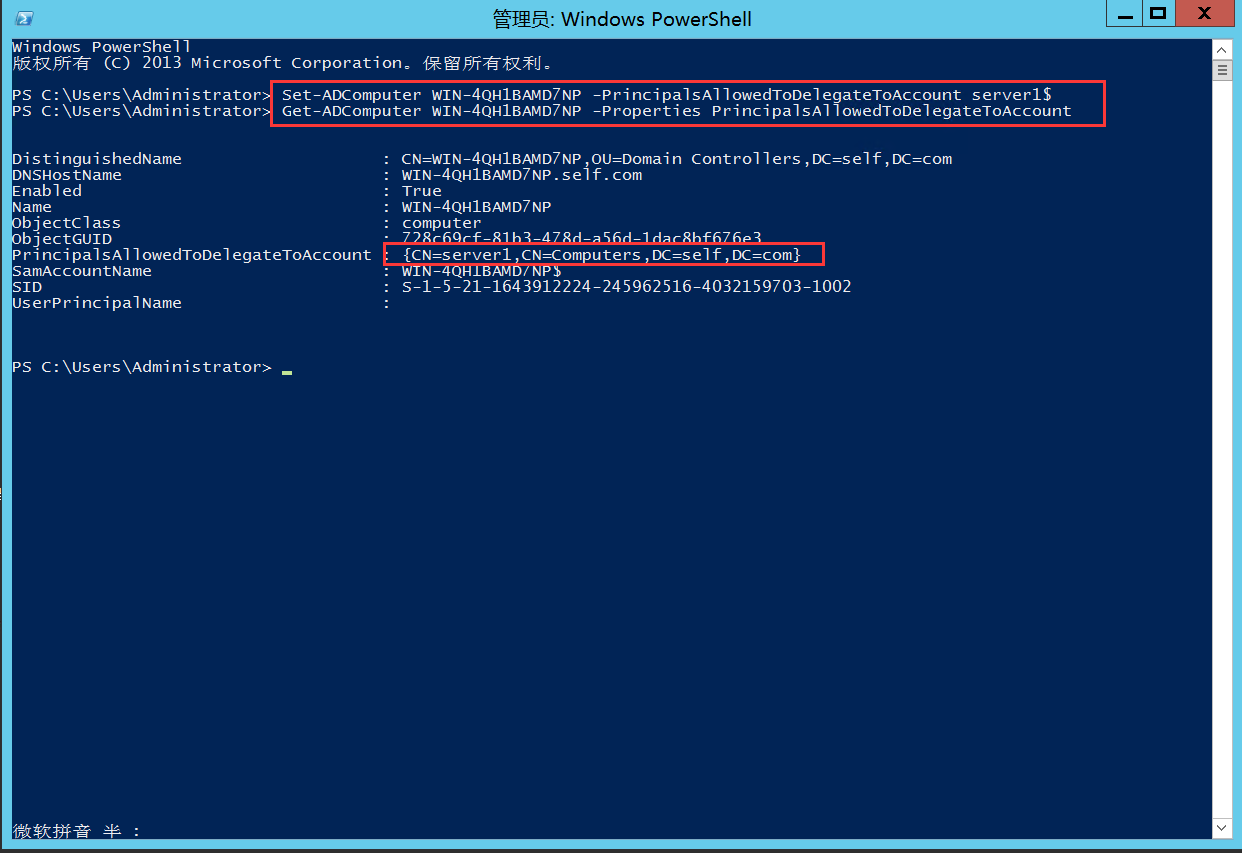 管理员: Windows PowerShell
Windows PowerShell
版权所有 (C) 2013 Microsoft Corporation。保留所有权利。
PS C:\Users\Administrator> Set-ADComputer WIN-4QH1BAMD7NP -PrincipalsAllowedToDelegateToAccount server1$
PS C:\Users\Administrator> Get-ADComputer WIN-4QH1BAMD7NP -Properties PrincipalsAllowedToDelegateToAccount
DistinguishedName : CN=WIN-4QH1BAMD7NP,OU=Domain Controllers,DC=self,DC=com
DNSHostName : WIN-4QH1BAMD7NP.self.com
Enabled : True
Name : WIN-4QH1BAMD7NP
ObjectClass : computer
ObjectGUID : 728c69cf-81b3-478d-a56d-1dac8bf676e3
PrincipalsAllowedToDelegateToAccount : {CN=server1,CN=Computers,DC=self,DC=com}
SamAccountName : WIN-4QH1BAMD7NP$
SID : S-1-5-21-1643912224-245962516-4032159703-1002
UserPrincipalName :
PS C:\Users\Administrator> _
微软拼音 半 :